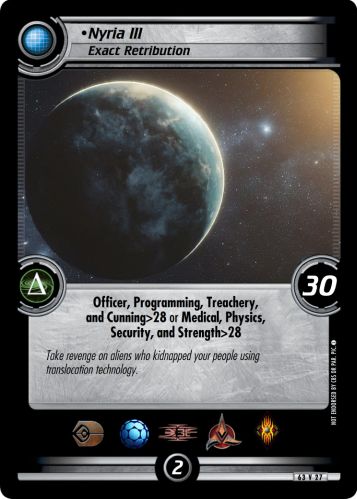 •Nyria III
Exact Retribution
Δ
30
Officer, Programming, Treachery,
and Cunning>28 or Medical, Physics,
Security, and Strength>28
Take revenge on aliens who kidnapped your people using
translocation technology.
NOT ENDORSED BY CBS OR PAR. PIC.
2
63 V 27